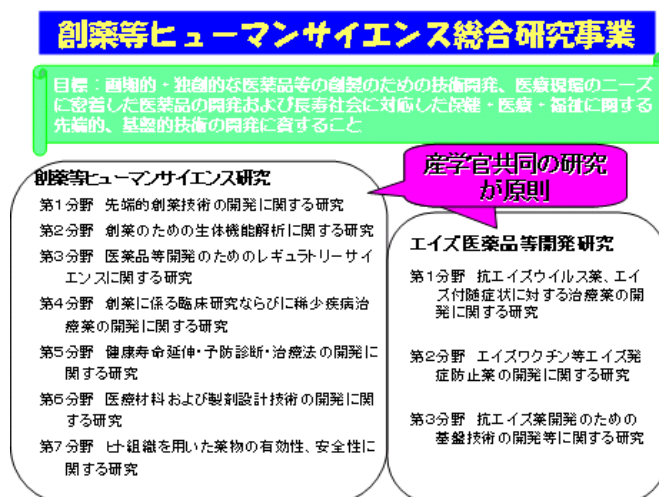 創薬等ヒューマンサイエンス総合研究事業
目標:画期的・独創的な医薬品等の創製のための技術開発、医療現場のニーズ
に密着した医薬品の開発および長寿社会に対応した保健・医療・福祉に関する
先端的、基盤的技術の開発に資すること
産学官共同の研究
が原則
創薬等ヒューマンサイエンス研究
第1分野 先端的創薬技術の開発に関する研究
第2分野 創薬のための生体機能解析に関する研究
第3分野 医薬品等開発のためのレギュラトリーサイ
エンスに関する研究
第4分野 創薬に係る臨床研究ならびに稀少疾病治
療薬の開発に関する研究
第5分野 健康寿命延伸・予防診断・治療法の開発に
関する研究
第6分野 医療材料および製剤設計技術の開発に関
する研究
第7分野 ヒト組織を用いた薬物の有効性、安全性に
関する研究
エイズ医薬品等開発研究
第1分野 抗エイズウイルス薬、エイ
ズ付随症状に対する治療薬の開
発に関する研究
第2分野 エイズワクチン等エイズ発
症防止薬の開発に関する研究
第3分野 抗エイズ薬開発のための
基盤技術の開発等に関する研究